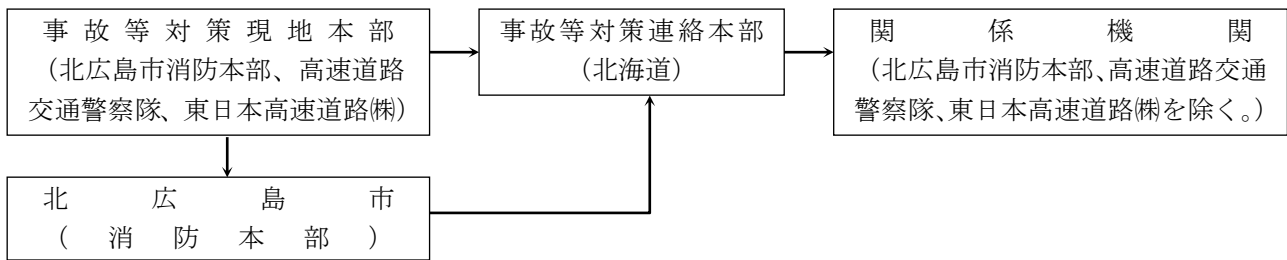 事故等対策現地本部
（北広島市消防本部、高速道路
交通警察隊、東日本高速道路㈱）
事故等対策連絡本部
（北海道）
関係機関
（北広島市消防本部、高速道路交通
警察隊、東日本高速道路㈱を除く。）
北広島市
（消防本部）